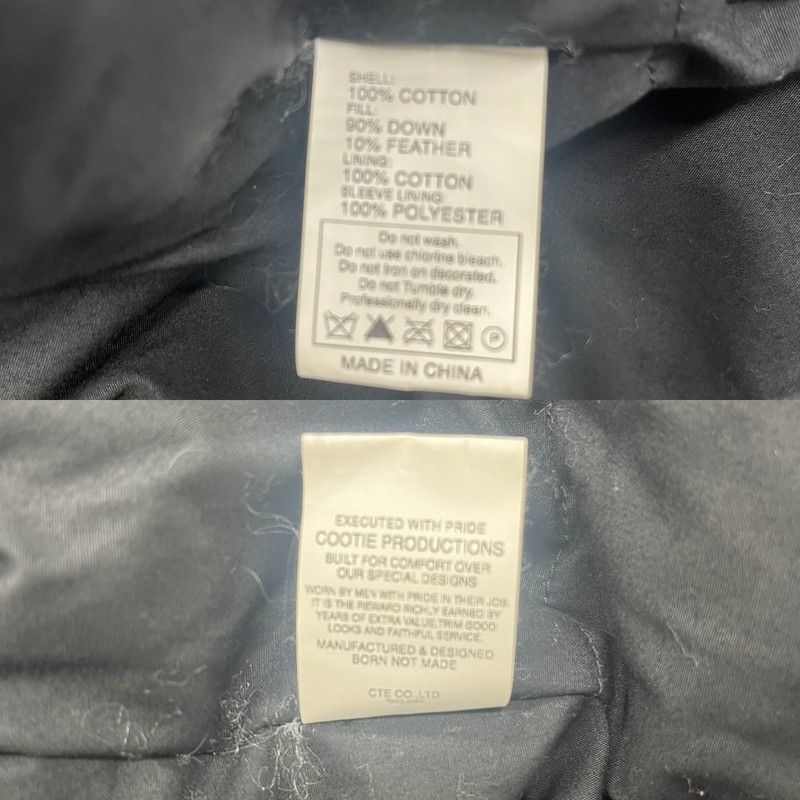 SHELL:
100% COTTON
FILL:
90% DOWN
10% FEATHER
LINING:
100% COTTON
SLEEVE LINING:
100% POLYESTER
Do not wash.
Do not use chlorine bleach.
Do not Iron on decorated.
Do not Tumble dry.
Professionally dry clean.
P
MADE IN CHINA
EXECUTED WITH PRIDE
COOTIE PRODUCTIONS
BUILT FOR COMFORT OVER
OUR SPECIAL DESIGNS
WORN BY MEN WITH PRIDE IN THEIR JOB.
IT IS THE REWARD RICHLY EARNED BY
YEARS OF EXTRA VALUE,TRIM GOOD
LOOKS AND FAITHFUL SERVICE.
MANUFACTURED & DESIGNED
BORN NOT MADE
CTE CO.,LTD